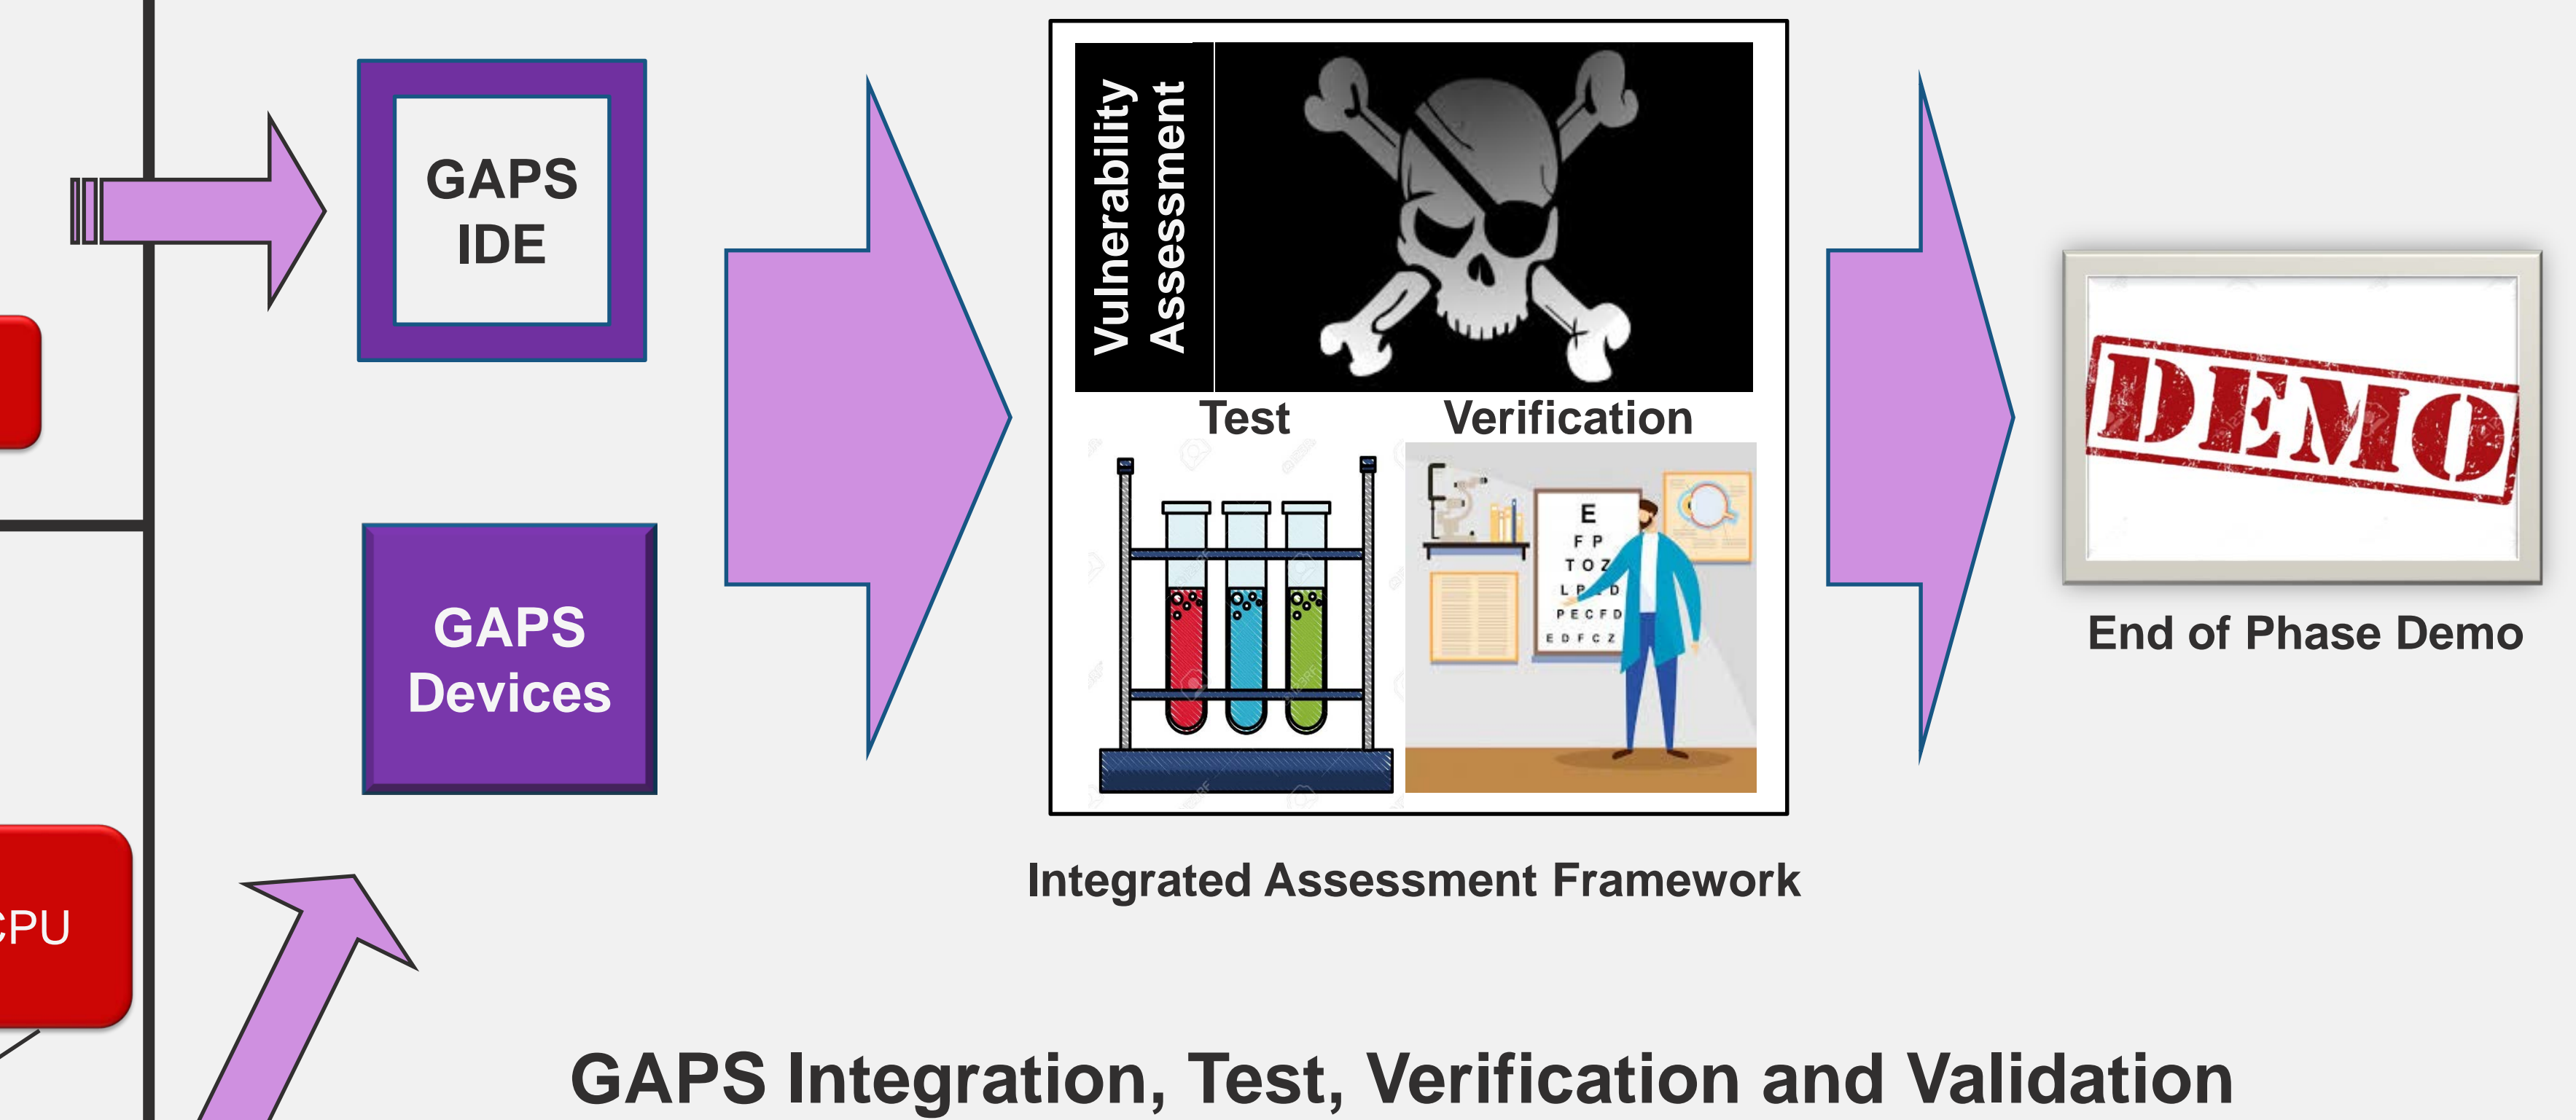 GAPS
IDE
GAPS
Devices
CPU
Vulnerability
Assessment
Test
Verification
E
F P
T O Z
L P E D
P E C F D
E D F C Z
Integrated Assessment Framework
DEMO
End of Phase Demo
GAPS Integration, Test, Verification and Validation